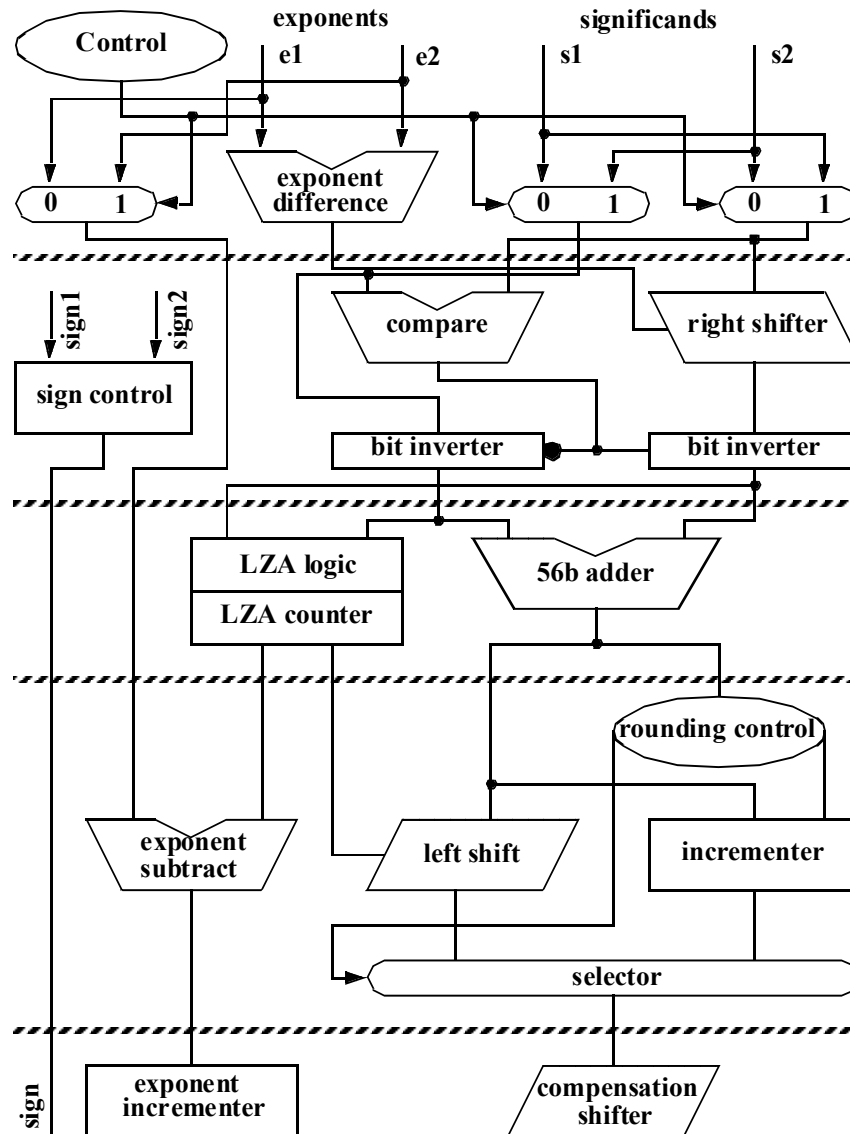 exponents
significands
Control
e1
e2
s1
s2
exponent
difference
0
1
0
1
0
1
sign1
sign2
compare
right shifter
sign control
bit inverter
bit inverter
LZA logic
56b adder
LZA counter
rounding control
exponent
subtract
left shift
incrementer
selector
sign
exponent
incrementer
compensation
shifter